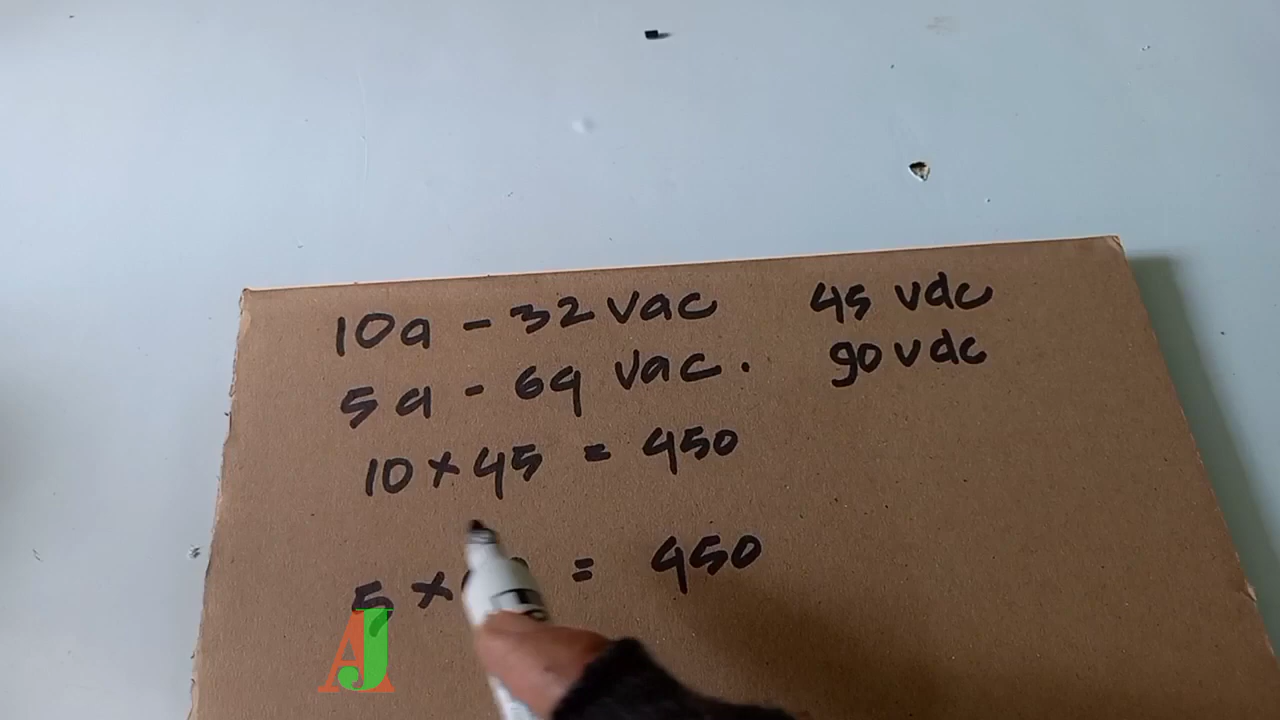 10a - 32 vac 45 vdc
5a - 64 vac. 90 vdc
10 × 45 = 450
5 × = 450
AJ